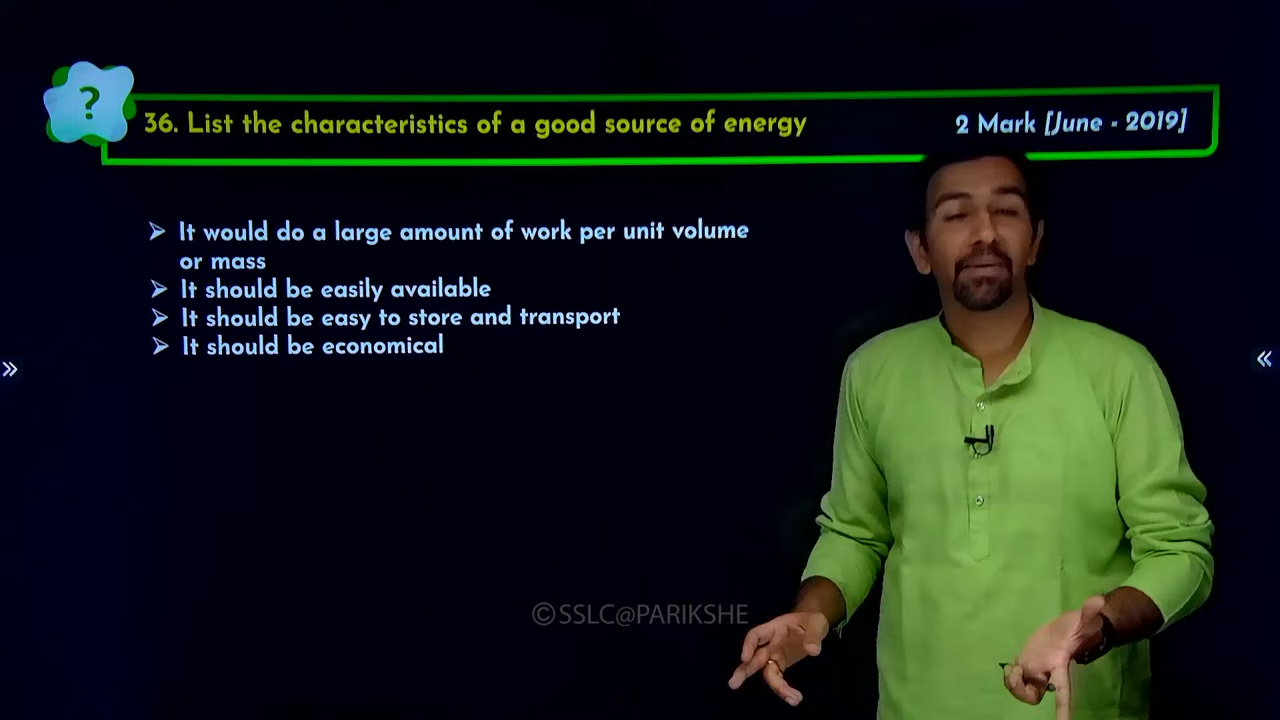 ?
36. List the characteristics of a good source of energy
2 Mark [June - 2019]
➢ It would do a large amount of work per unit volume
or mass
➢ It should be easily available
➢ It should be easy to store and transport
➢ It should be economical
»
«
©SSLC@PARIKSHE